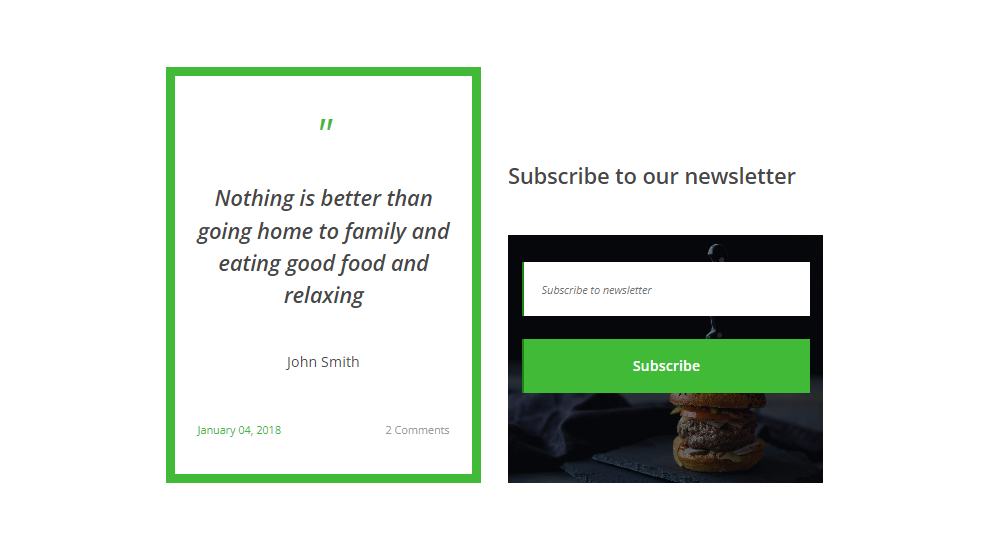 "
Nothing is better than
going home to family and
eating good food and
relaxing
John Smith
January 04, 2018
2 Comments
Subscribe to our newsletter
Subscribe to newsletter
Subscribe